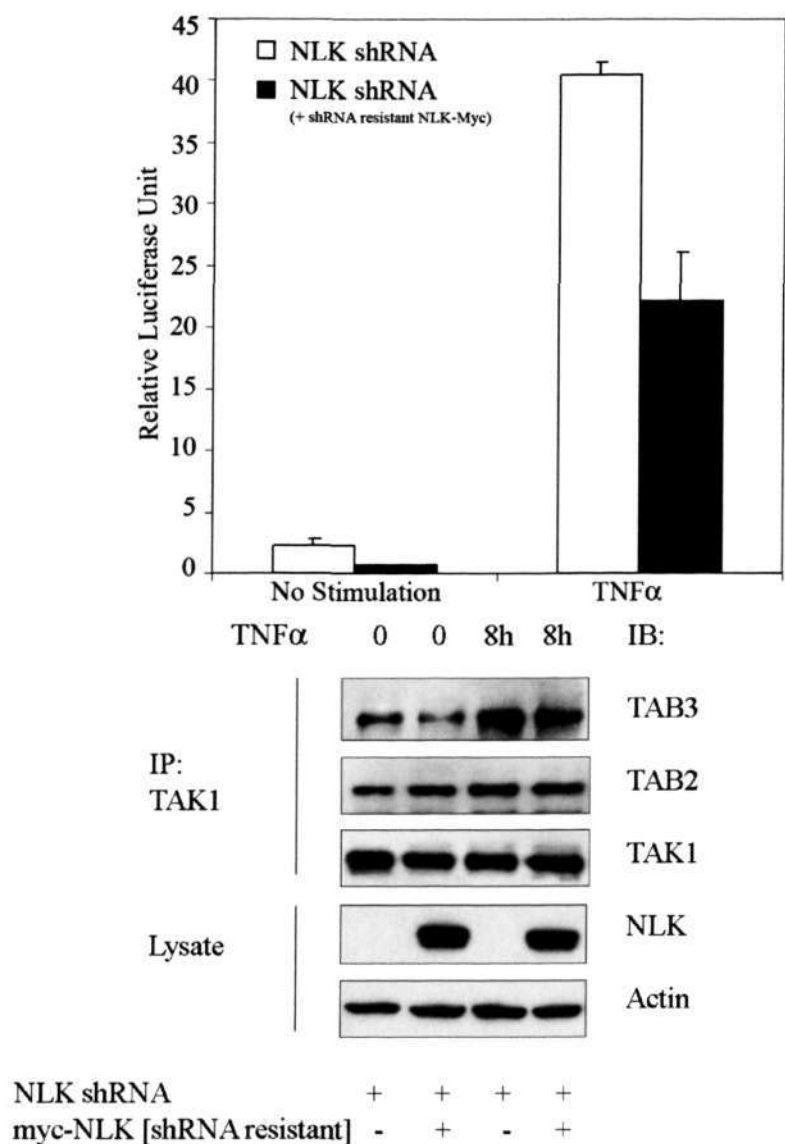 45
40
35
30
25
20
15
10
5
0
Relative Luciferase Unit
NLK shRNA
NLK shRNA
(+ shRNA resistant NLK-Myc)
No Stimulation TNFα
TNFα 0 0 8h 8h IB:
IP:
TAK1
TAB3
TAB2
TAK1
Lysate
NLK
Actin
NLK shRNA + + + +
myc-NLK [shRNA resistant] - + - +